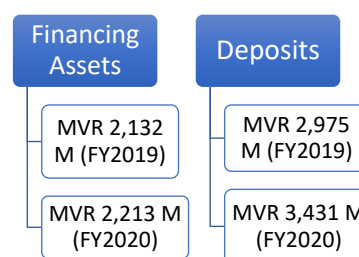 Financing
Assets
MVR 2,132
M (FY2019)
MVR 2,213 M
(FY2020)
Deposits
MVR 2,975
M (FY2019)
MVR 3,431 M
(FY2020)